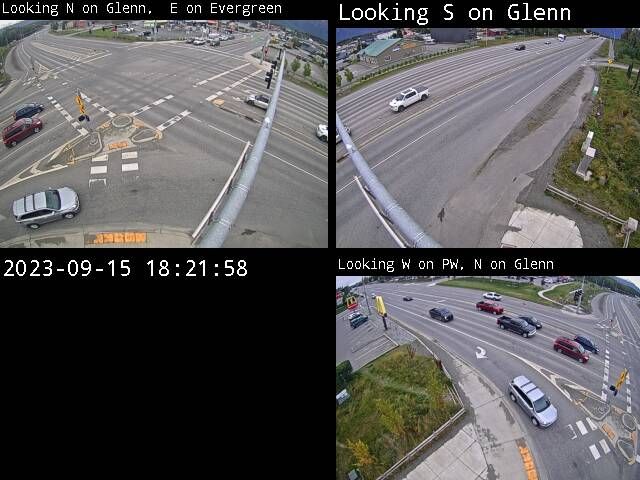 Looking N on Glenn,  E on Evergreen
Looking S on Glenn
2023-09-15 18:21:58
Looking W on PW, N on Glenn